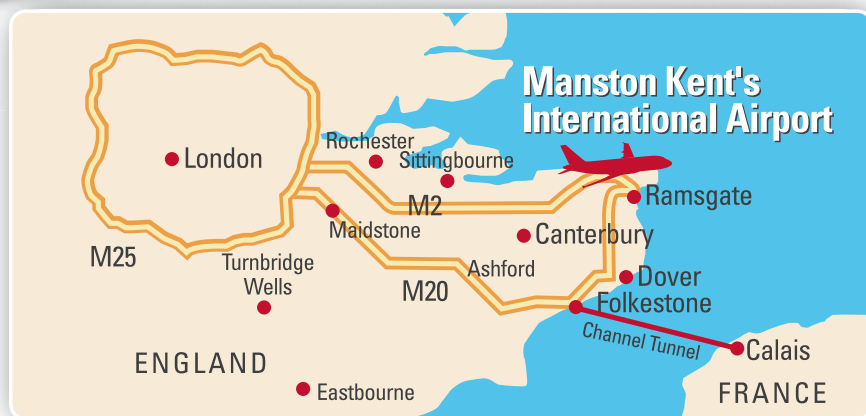 Manston Kent's
International Airport
Rochester
London
Sittingbourne
Ramsgate
M2
Maidstone
Canterbury
M25
Turnbridge
Wells
Ashford
Dover
M20
Folkestone
Channel Tunnel
Calais
ENGLAND
Eastbourne
FRANCE